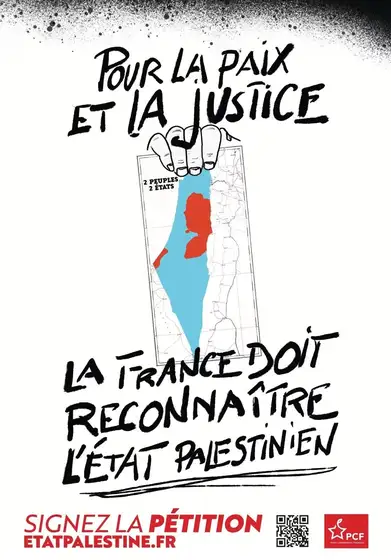 POUR LA PAIX
ET LA JUSTICE
2 PEUPLES
2 ÉTATS
LA FRANCE DOIT
RECONNAÎTRE
L'ÉTAT PALESTINIEN
SIGNEZ LA PÉTITION
ETATPALESTINE.FR
PCF